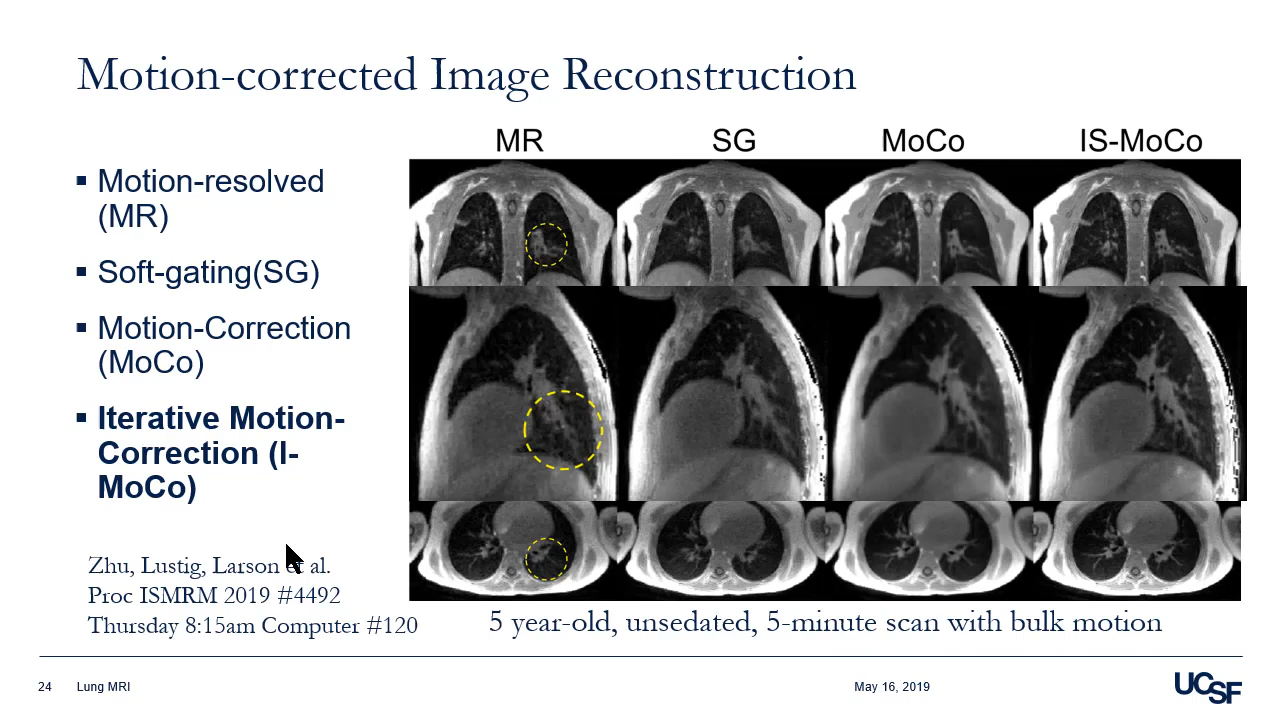 Motion-corrected Image Reconstruction
MR SG MoCo IS-MoCo
▪ Motion-resolved
(MR)
▪ Soft-gating(SG)
▪ Motion-Correction
(MoCo)
▪ Iterative Motion-
Correction (I-
MoCo)
Zhu, Lustig, Larson et al.
Proc ISMRM 2019 #4492
Thursday 8:15am Computer #120
5 year-old, unsedated, 5-minute scan with bulk motion
24 Lung MRI May 16, 2019 UCSF